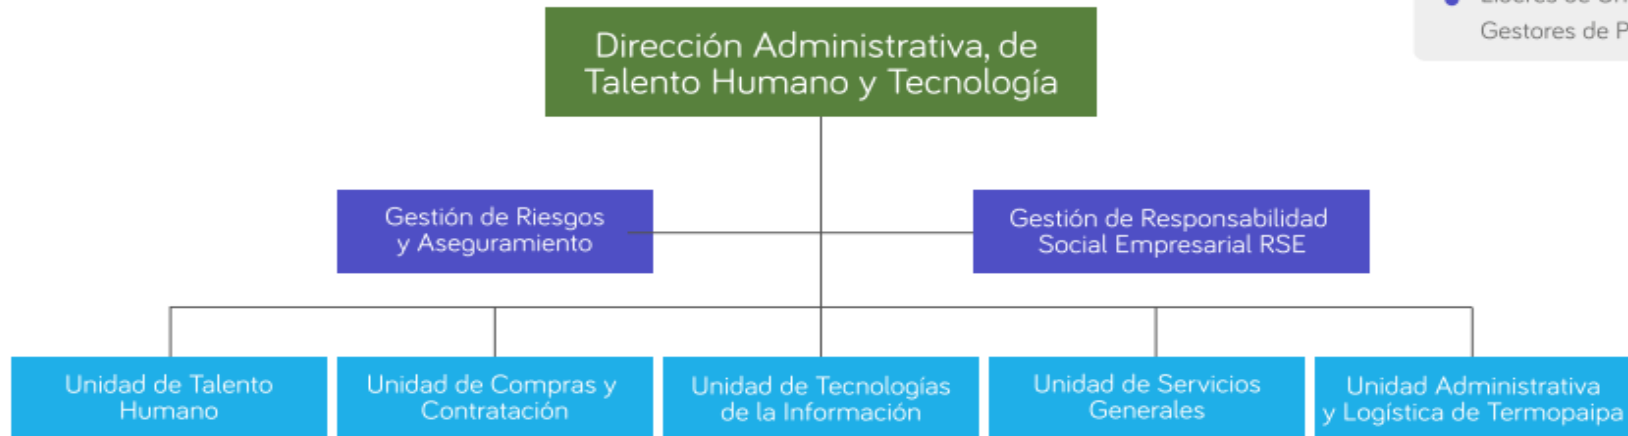 Gestores de P
Dirección Administrativa, de
Talento Humano y Tecnología
Gestión de Riesgos
y Aseguramiento
Gestión de Responsabilidad
Social Empresarial RSE
Unidad de Talento
Humano
Unidad de Compras y
Contratación
Unidad de Tecnologías
de la Información
Unidad de Servicios
Generales
Unidad Administrativa
y Logística de Termopaipa